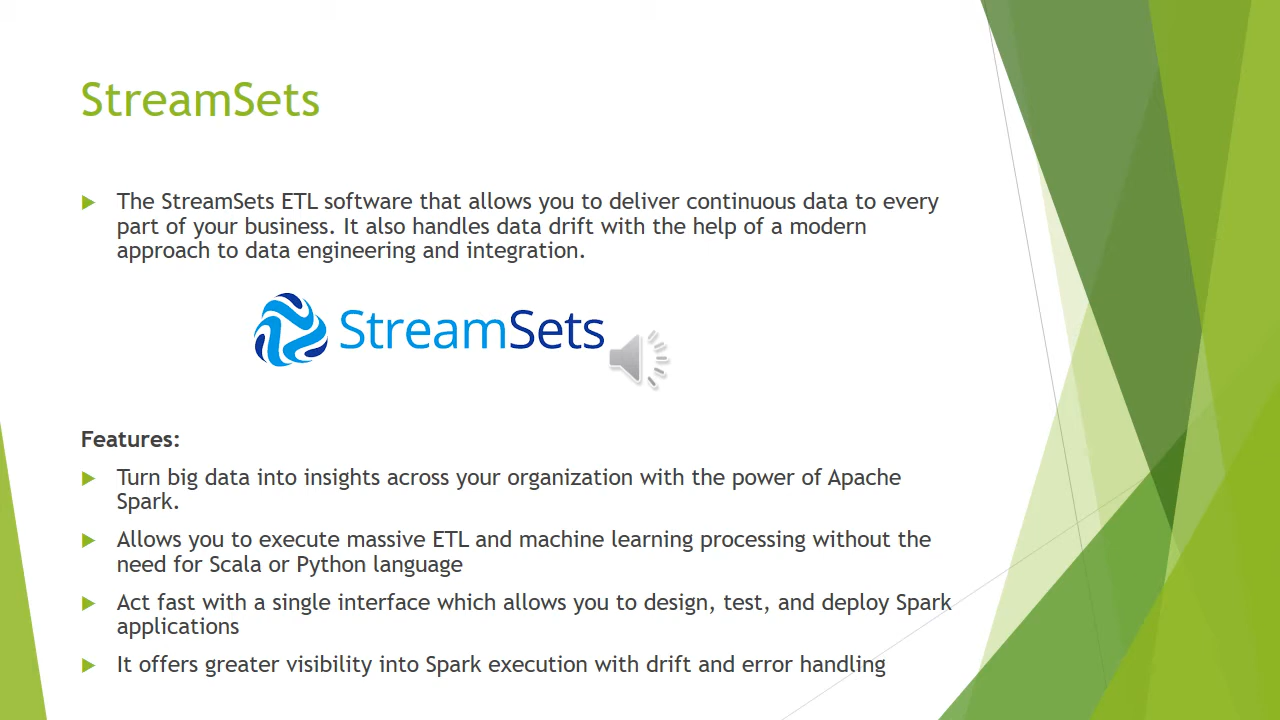 StreamSets
The StreamSets ETL software that allows you to deliver continuous data to every
part of your business. It also handles data drift with the help of a modern
approach to data engineering and integration.
StreamSets
Features:
Turn big data into insights across your organization with the power of Apache
Spark.
Allows you to execute massive ETL and machine learning processing without the
need for Scala or Python language
Act fast with a single interface which allows you to design, test, and deploy Spark
applications
It offers greater visibility into Spark execution with drift and error handling